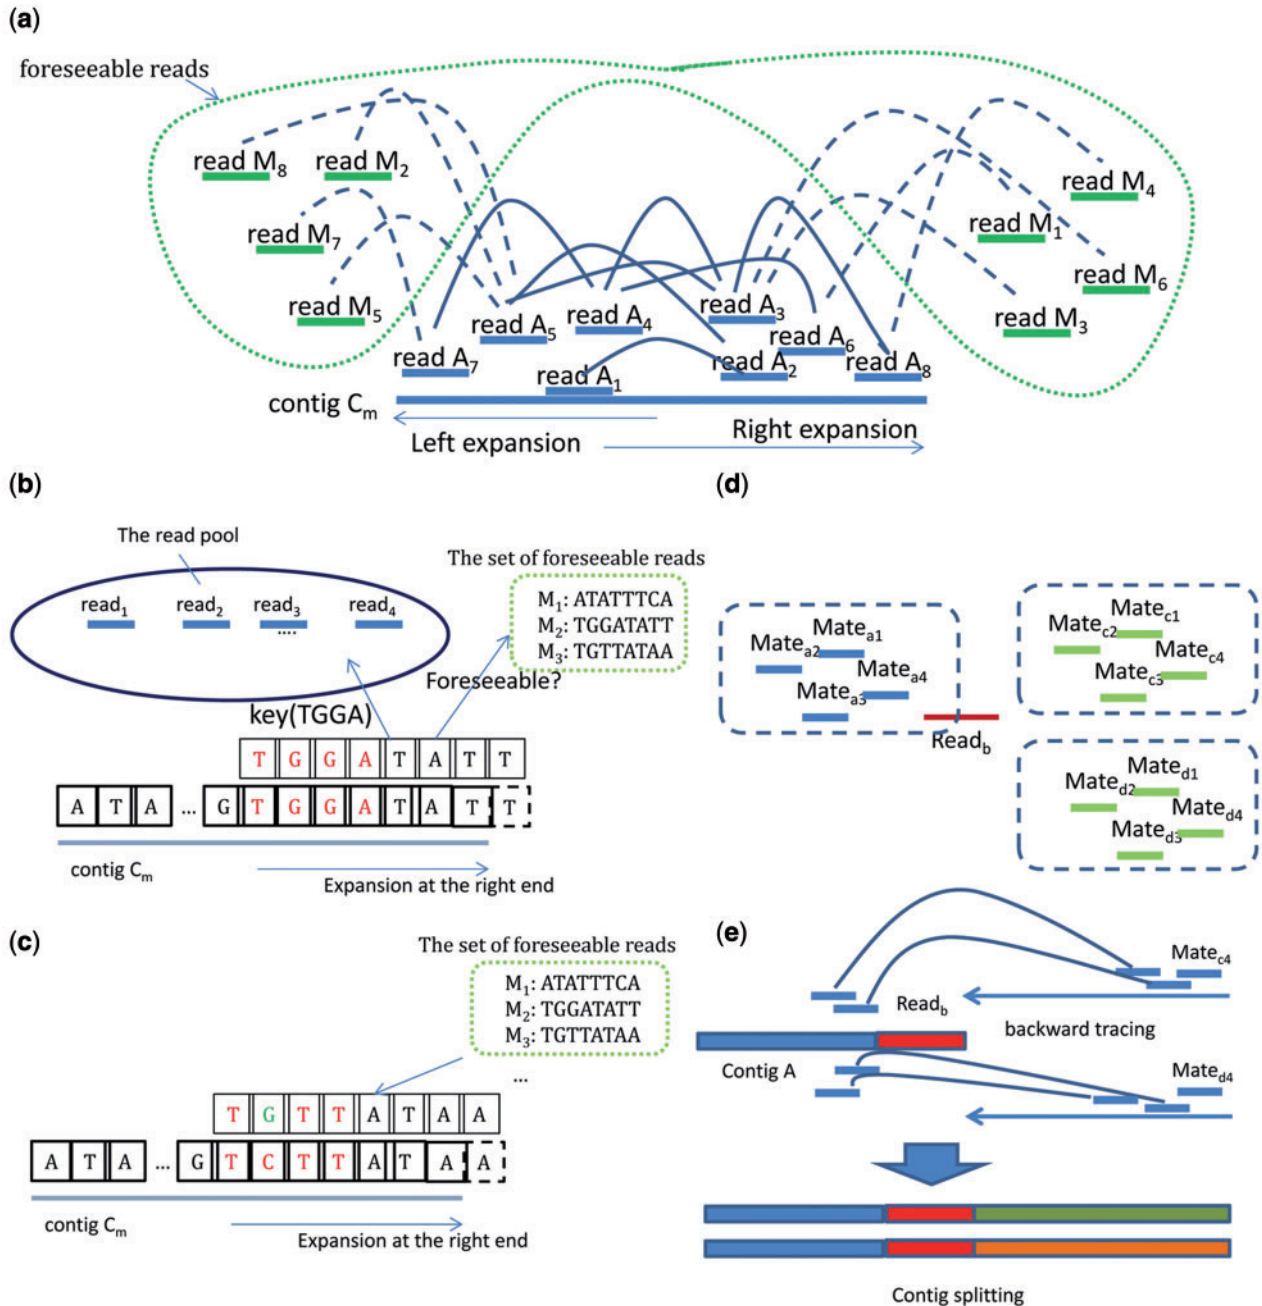 (a)
foreseeable reads
read M8
read M2
read M4
read M7
read M1
read M5
read M6
read M3
read A5
read A4
read A3
read A6
read A7
read A1
read A2
read A8
contig Cm
Left expansion
Right expansion
(b)
The read pool
read1 read2 read3 read4
....
The set of foreseeable reads
M1: ATATTTCA
M2: TGGATATT
M3: TGTTATAA
Foreseeable?
key(TGGA)
T G G A T A T T
A T A ... G T G G A T A T T
contig Cm
Expansion at the right end
(c)
The set of foreseeable reads
M1: ATATTTCA
M2: TGGATATT
M3: TGTTATAA
...
T G T T A T A A
A T A ... G T C T T A T A A
contig Cm
Expansion at the right end
(d)
Matea1
Matea2
Matea4
Matea3
Readb
Matec1
Matec2
Matec4
Matec3
Mated1
Mated2
Mated4
Mated3
(e)
Matec4
Readb
backward tracing
Contig A
Mated4
Contig splitting